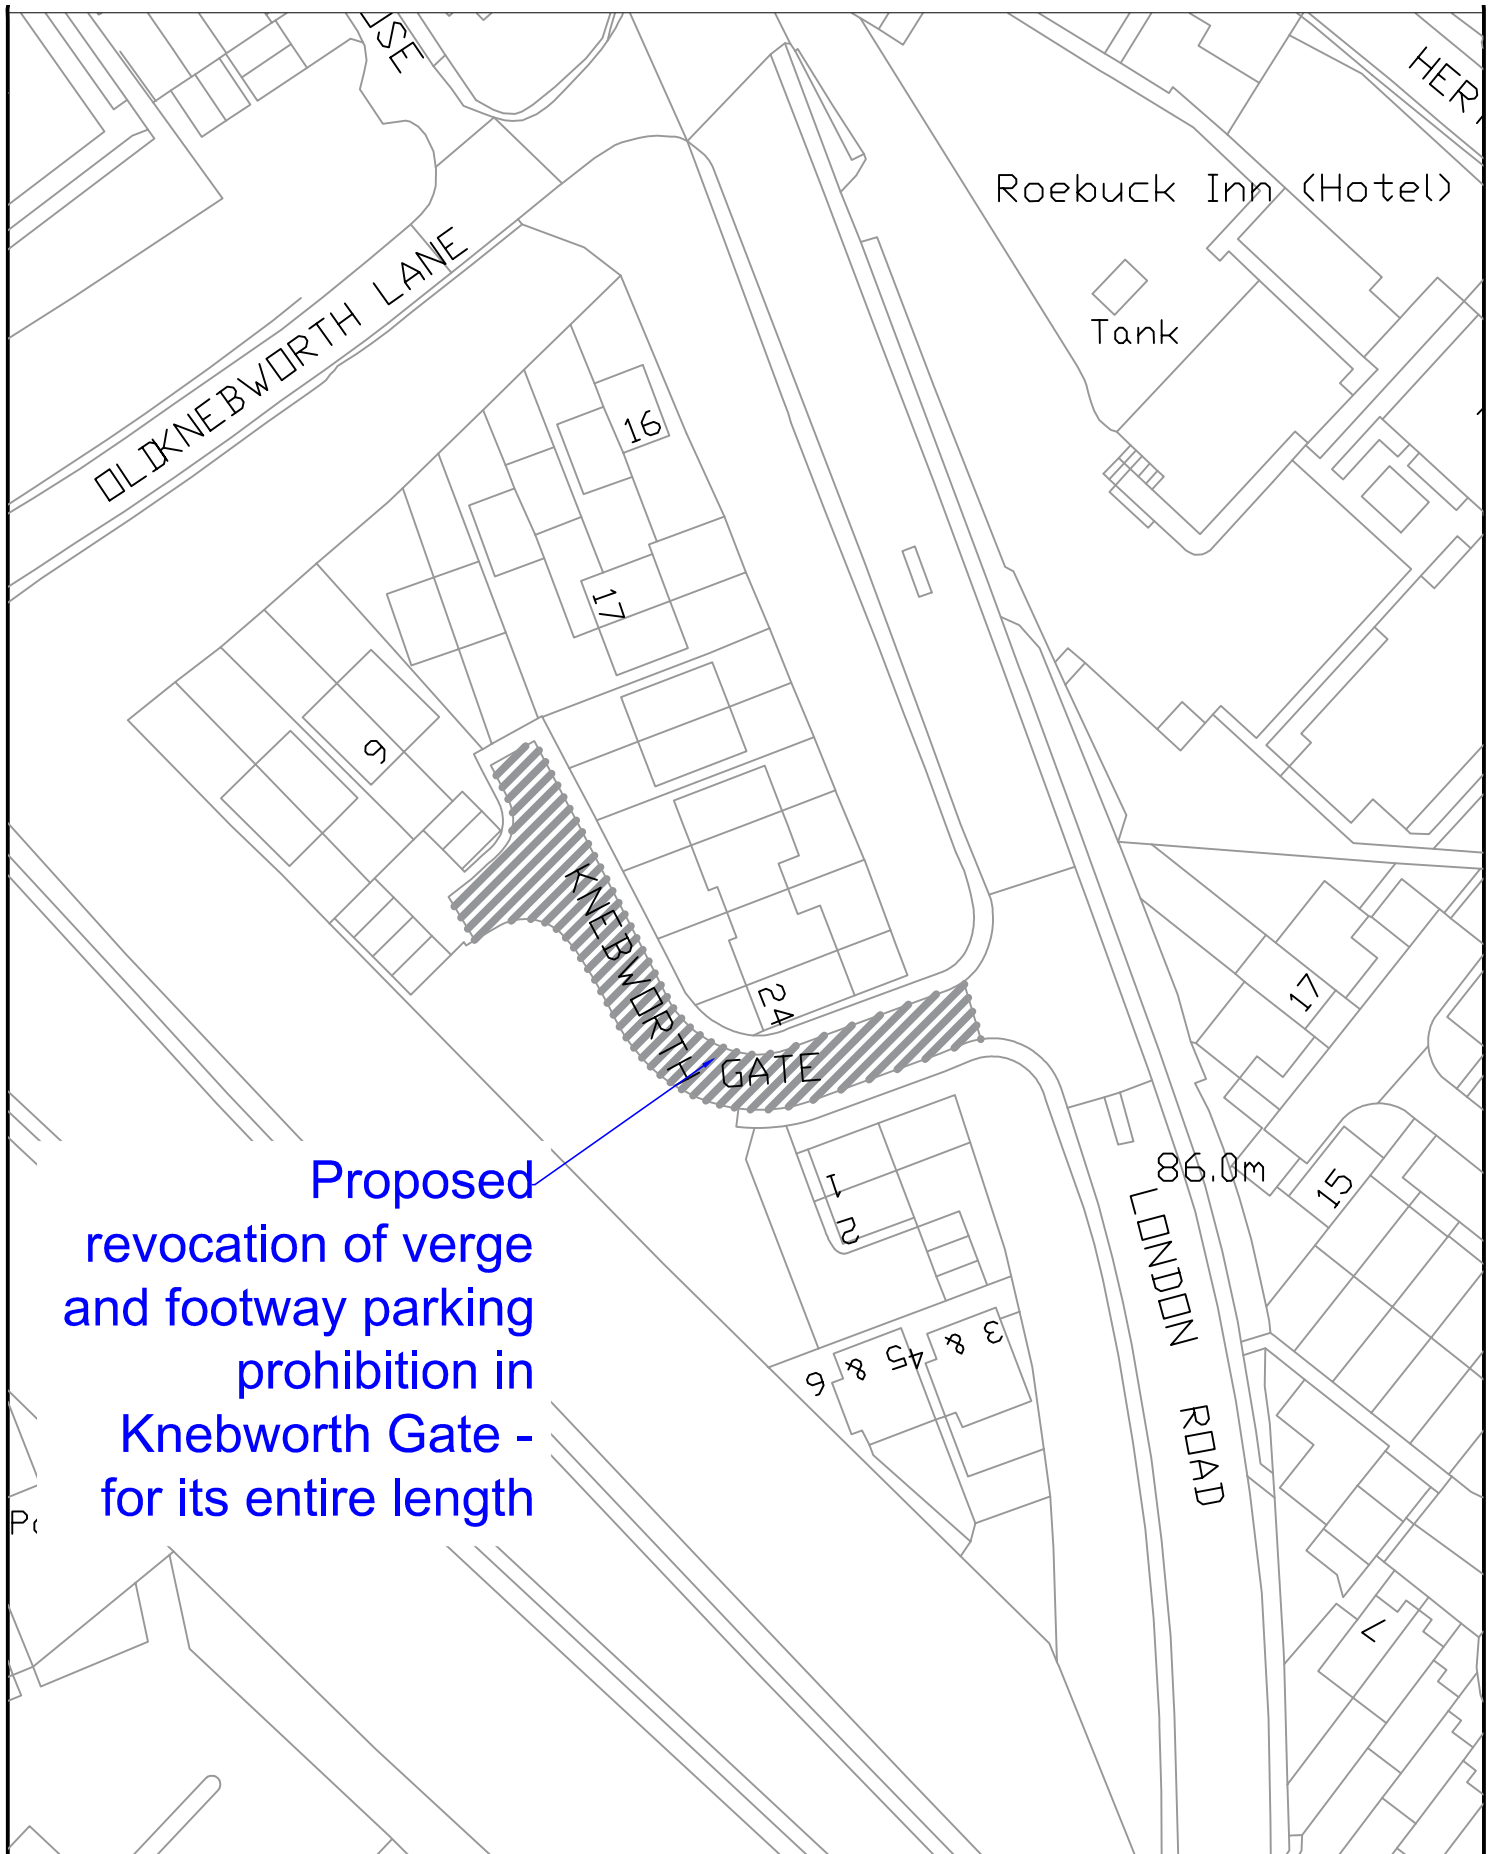 USE
HER
Roebuck Inn (Hotel)
OLD KNEBWORTH LANE
Tank
16
17
9
KNEBWORTH GATE
24
17
86.0m
15
1
2
LONDON ROAD
3 & 4
5 & 6
7
Proposed
revocation of verge
and footway parking
prohibition in
Knebworth Gate -
for its entire length